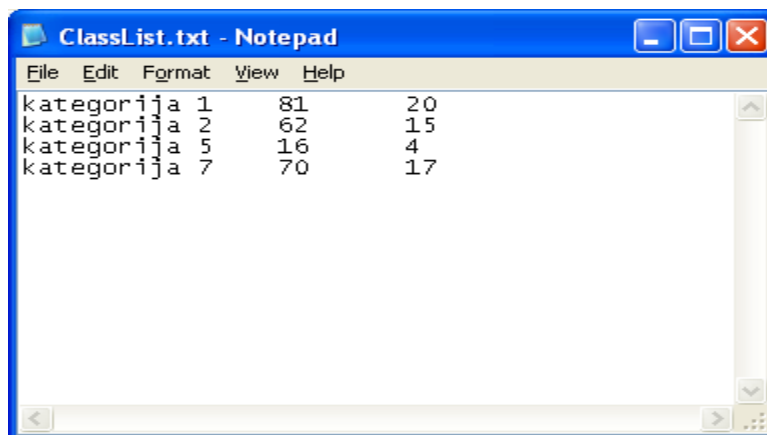 ClassList.txt - Notepad
File Edit Format View Help
kategorija 1 81 20
kategorija 2 62 15
kategorija 5 16 4
kategorija 7 70 17